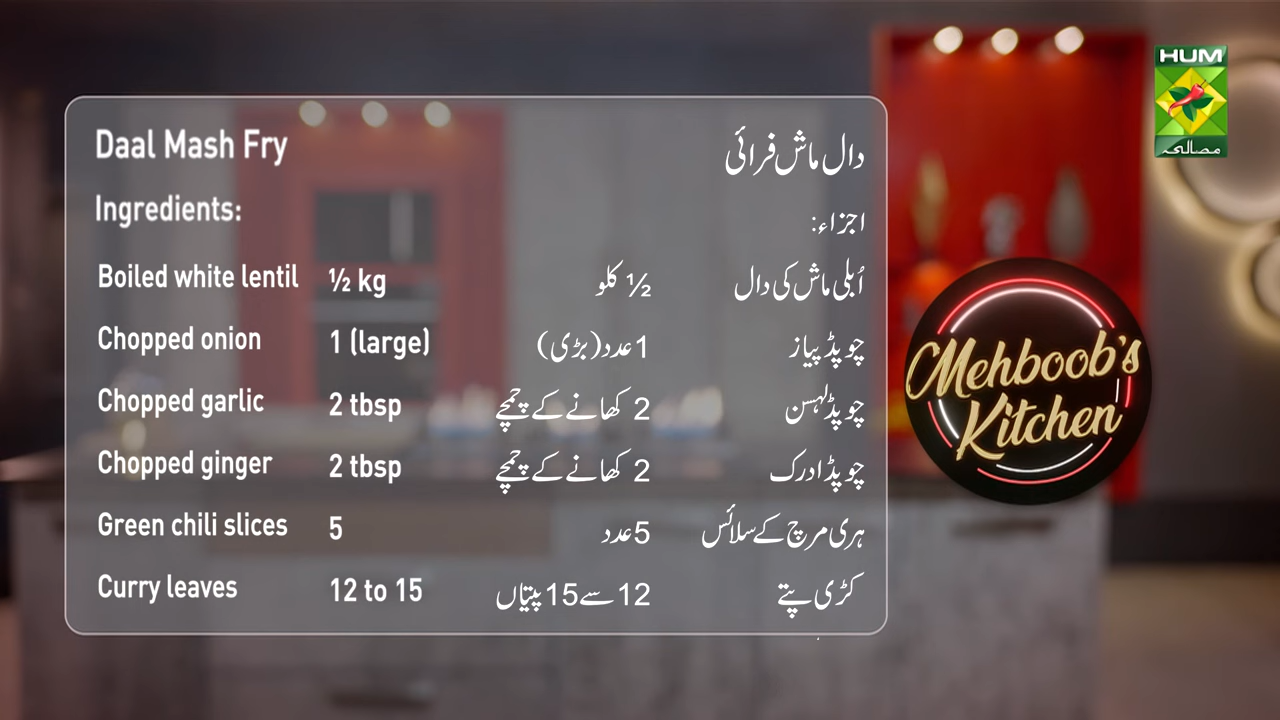 Daal Mash Fry دال ماش فرائی
Ingredients: اجزاء:
Boiled white lentil ½ kg ½ کلو اُبلی ماش کی دال
Chopped onion 1 (large) 1 عدد (بڑی) چوپڈ پیاز
Chopped garlic 2 tbsp 2 کھانے کے چمچے چوپڈ لہسن
Chopped ginger 2 tbsp 2 کھانے کے چمچے چوپڈ ادرک
Green chili slices 5 5 عدد ہری مرچ کے سلائس
Curry leaves 12 to 15 12 سے 15 پتیاں کڑی پتے
HUM
مصالحہ
Mehboob's
Kitchen